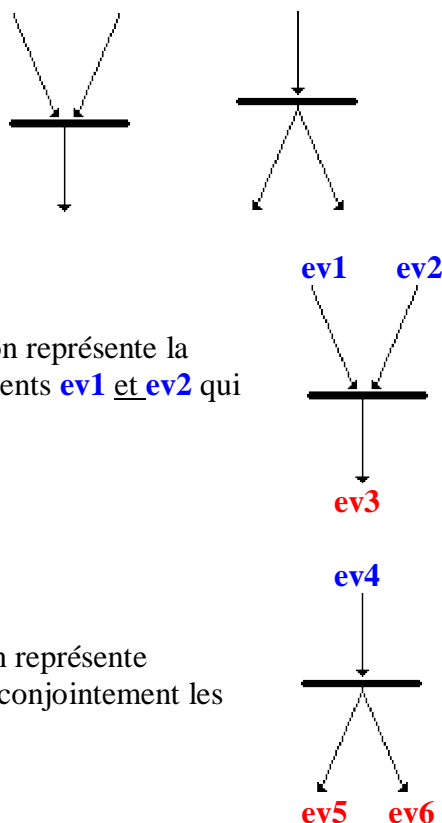 ev1 ev2
on représente la
ents ev1 et ev2 qui
ev3
ev4
n représente
conjointement les
ev5 ev6